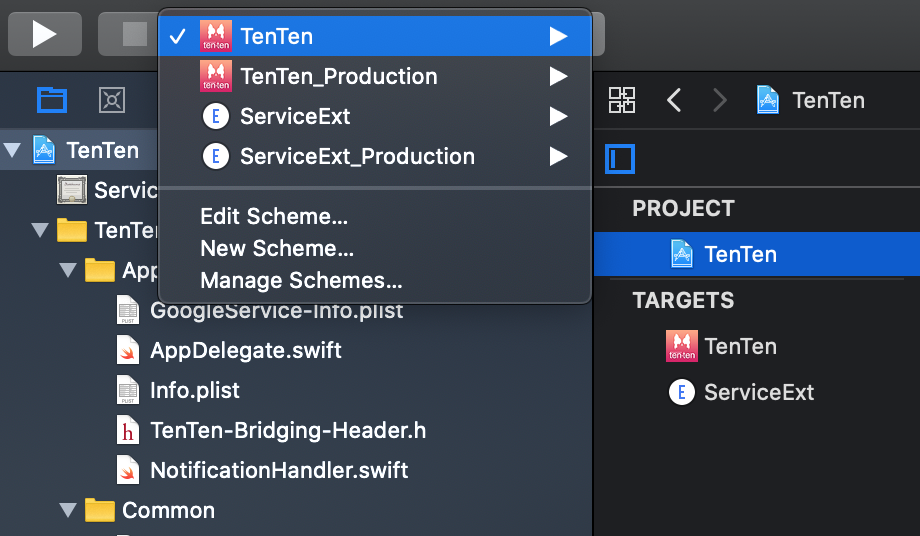 TenTen
TenTen_Production
ServiceExt
ServiceExt_Production
Edit Scheme...
New Scheme...
Manage Schemes...
TenTen
Servic
TenTe
App
GoogleService-Info.plist
AppDelegate.swift
Info.plist
TenTen-Bridging-Header.h
NotificationHandler.swift
Common
TenTen
PROJECT
TenTen
TARGETS
TenTen
ServiceExt